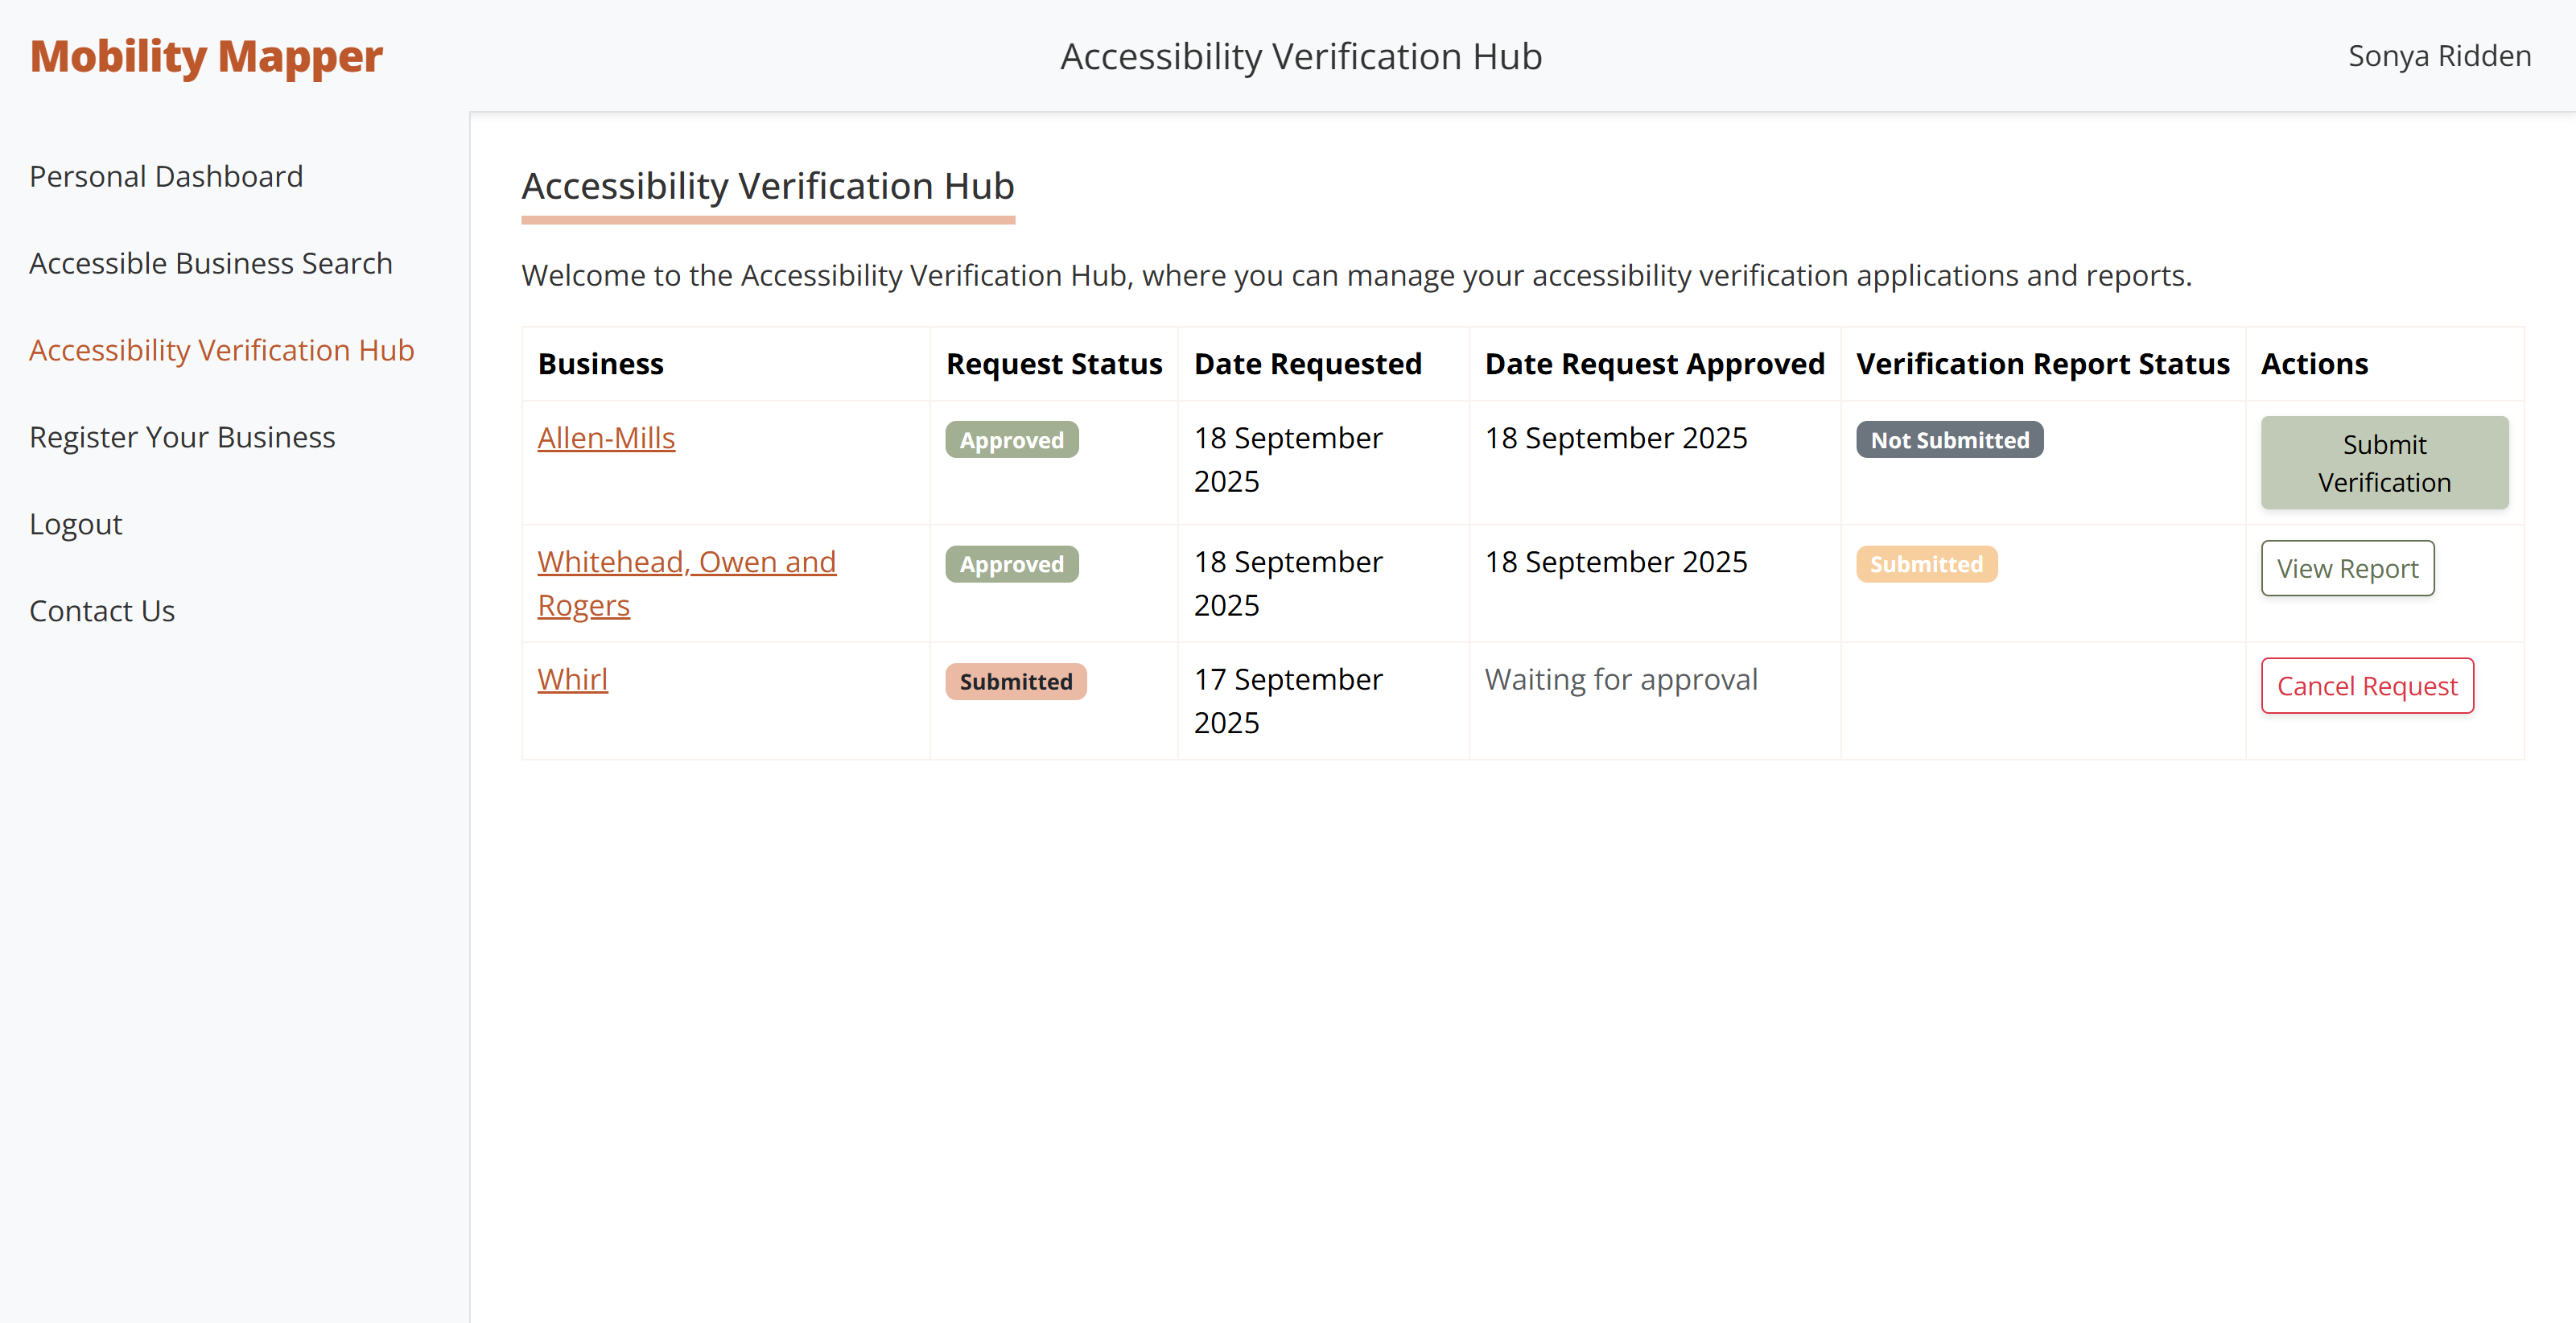 Mobility Mapper
Accessibility Verification Hub
Sonya Ridden
Personal Dashboard
Accessible Business Search
Accessibility Verification Hub
Register Your Business
Logout
Contact Us
Accessibility Verification Hub
Welcome to the Accessibility Verification Hub, where you can manage your accessibility verification applications and reports.
Business Request Status Date Requested Date Request Approved Verification Report Status Actions
Allen-Mills
Approved
18 September
2025
18 September 2025
Not Submitted
Submit
Verification
Whitehead, Owen and
Rogers
Approved
18 September
2025
18 September 2025
Submitted
View Report
Whirl
Submitted
17 September
2025
Waiting for approval
Cancel Request